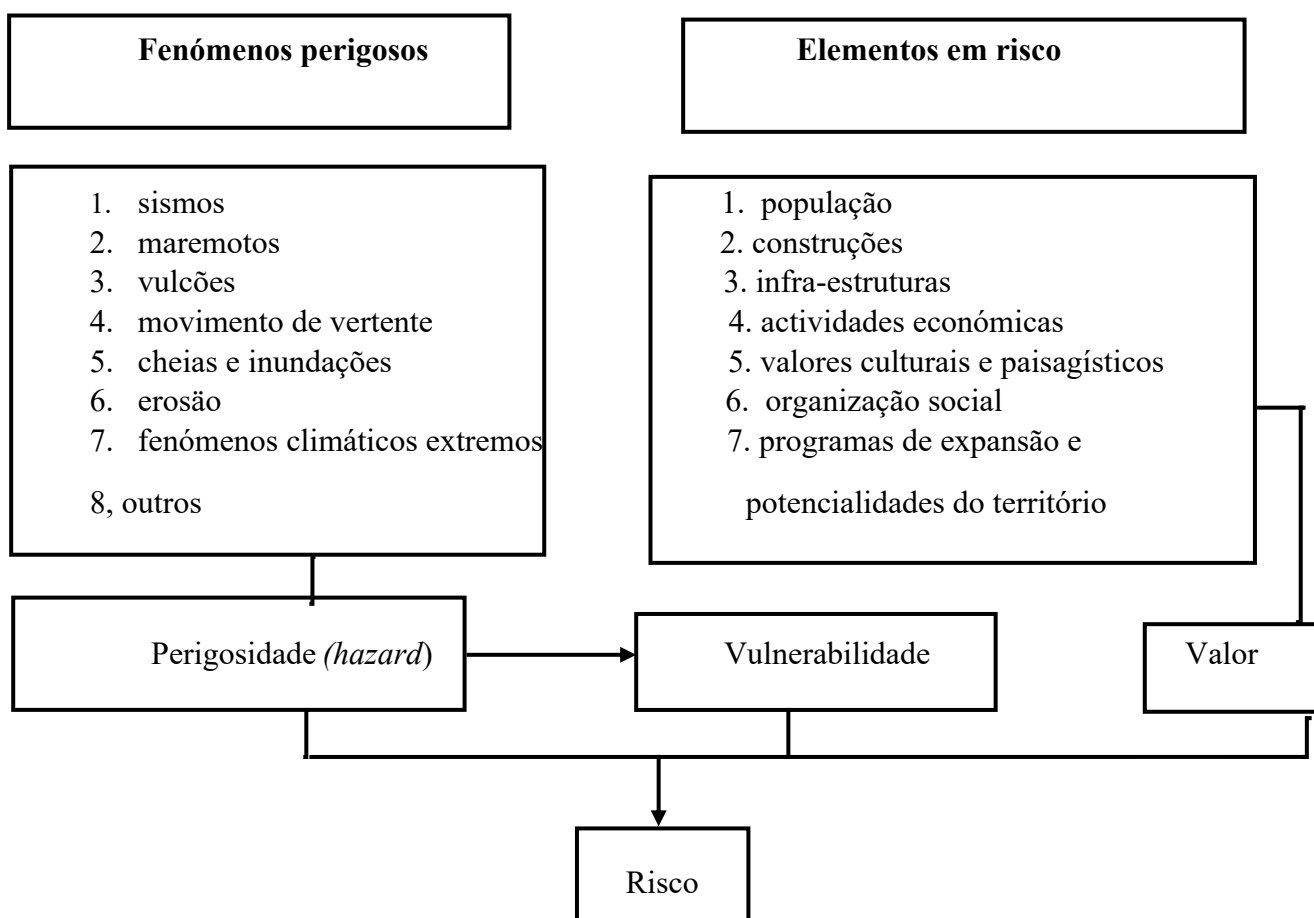 Fenómenos perigosos
Elementos em risco
1. sismos
2. maremotos
3. vulcões
4. movimento de vertente
5. cheias e inundações
6. erosäo
7. fenómenos climáticos extremos
8, outros
1. população
2. construções
3. infra-estruturas
4. actividades económicas
5. valores culturais e paisagísticos
6. organização social
7. programas de expansão e
potencialidades do território
Perigosidade (hazard)
Vulnerabilidade
Valor
Risco